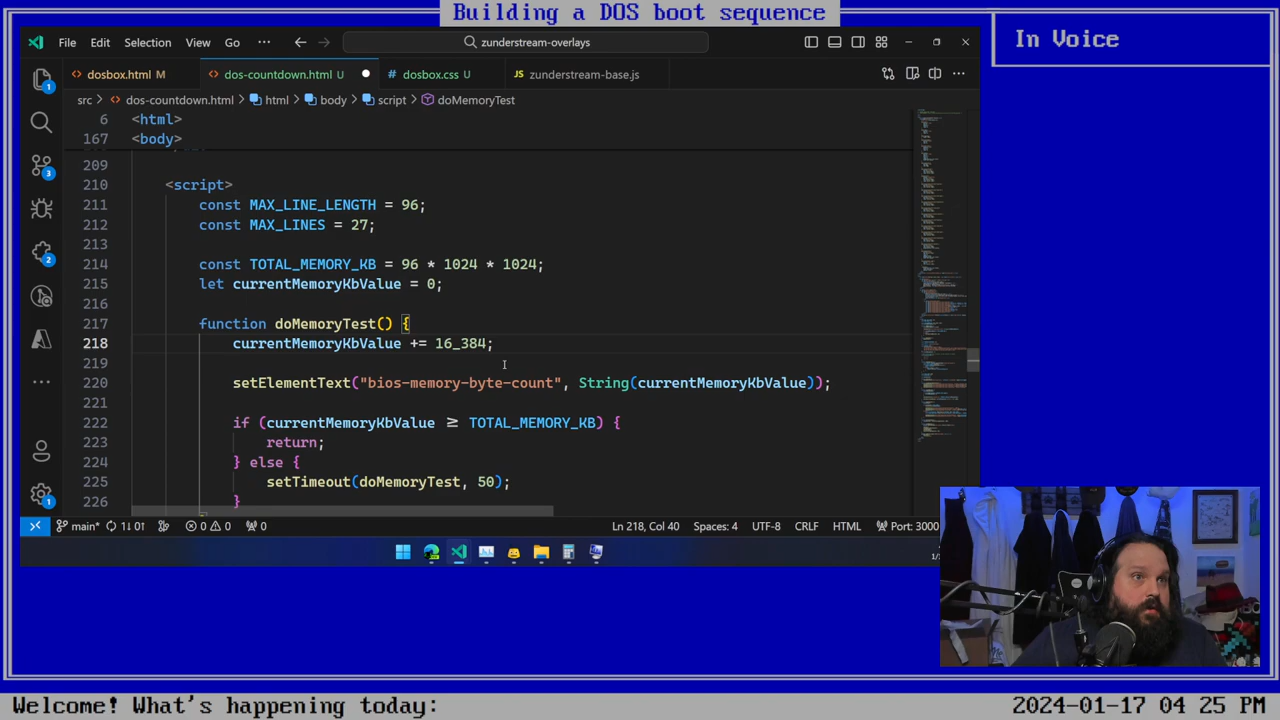 Building a DOS boot sequence
In Voice
File Edit Selection View Go ··· zunderstream-overlays
dosbox.html M dos-countdown.html U dosbox.css U zunderstream-base.js
src > dos-countdown.html > html > body > script > doMemoryTest
6 <html>
167 <body>
209
210 <script>
211 const MAX_LINE_LENGTH = 96;
212 const MAX_LINES = 27;
213
214 const TOTAL_MEMORY_KB = 96 * 1024 * 1024;
215 let currentMemoryKbValue = 0;
216
217 function doMemoryTest() {
218 currentMemoryKbValue += 16_384;
219
220 setElementText("bios-memory-byte-count", String(currentMemoryKbValue));
221
222 if (currentMemoryKbValue ≥ TOTAL_MEMORY_KB) {
223 return;
224 } else {
225 setTimeout(doMemoryTest, 50);
226 }
main* 1↓ 0↑ 0 0 0 Ln 218, Col 40 Spaces: 4 UTF-8 CRLF HTML Port: 3000
Welcome! What's happening today:
2024-01-17 04 25 PM